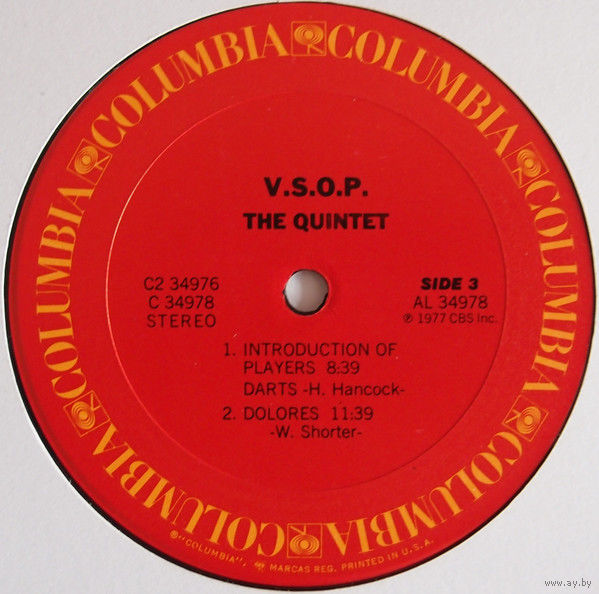 COLUMBIA COLUMBIA COLUMBIA COLUMBIA COLUMBIA COLUMBIA
V.S.O.P.
THE QUINTET
C2 34976
C 34978
STEREO
SIDE 3
AL 34978
℗ 1977 CBS Inc.
1. INTRODUCTION OF
PLAYERS 8:39
DARTS -H. Hancock-
2. DOLORES 11:39
-W. Shorter-
®"COLUMBIA", MARCAS REG. PRINTED IN U.S.A.
www.ay.by